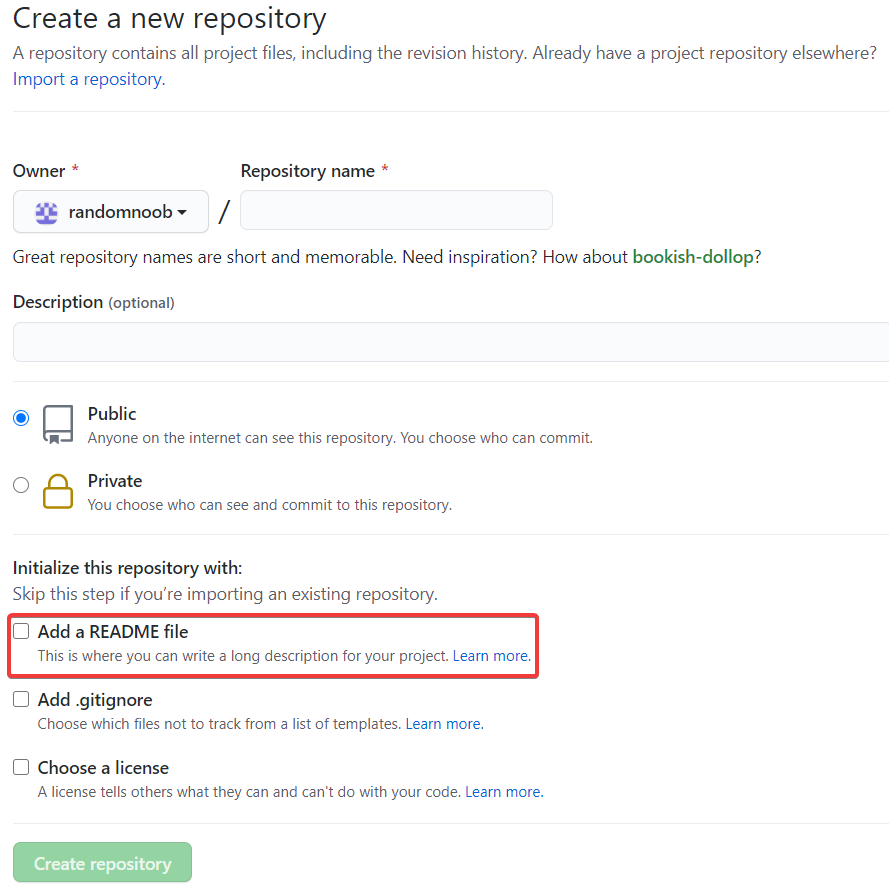 Create a new repository
A repository contains all project files, including the revision history. Already have a project repository elsewhere?
Import a repository.
Owner *
Repository name *
randomnoob
/
Great repository names are short and memorable. Need inspiration? How about bookish-dollop?
Description (optional)
Public
Anyone on the internet can see this repository. You choose who can commit.
Private
You choose who can see and commit to this repository.
Initialize this repository with:
Skip this step if you’re importing an existing repository.
Add a README file
This is where you can write a long description for your project. Learn more.
Add .gitignore
Choose which files not to track from a list of templates. Learn more.
Choose a license
A license tells others what they can and can't do with your code. Learn more.
Create repository